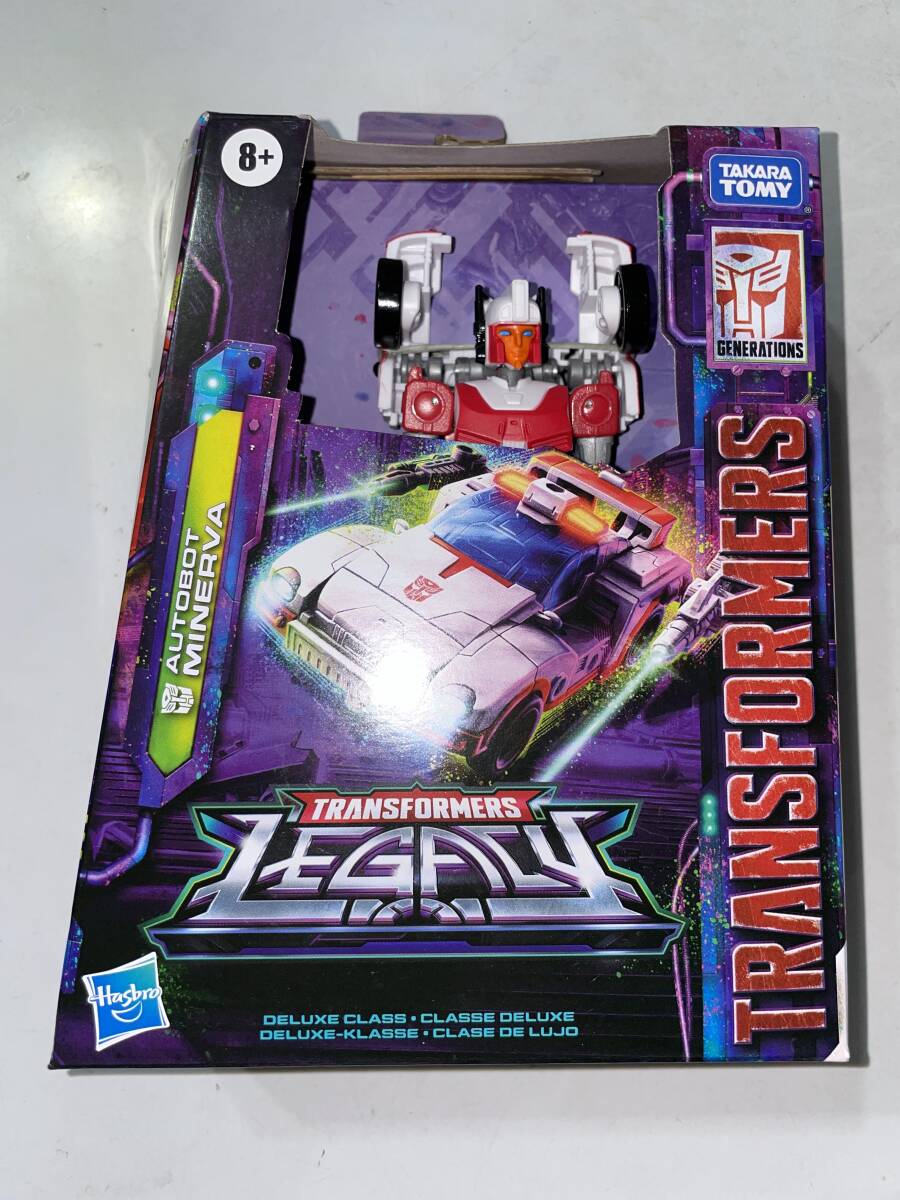 8+
TAKARA
TOMY
®
GENERATIONS
AUTOBOT
MINERVA
TRANSFORMERS
TRANSFORMERS
LEGACY
Hasbro
DELUXE CLASS • CLASSE DELUXE
DELUXE-KLASSE • CLASE DE LUJO